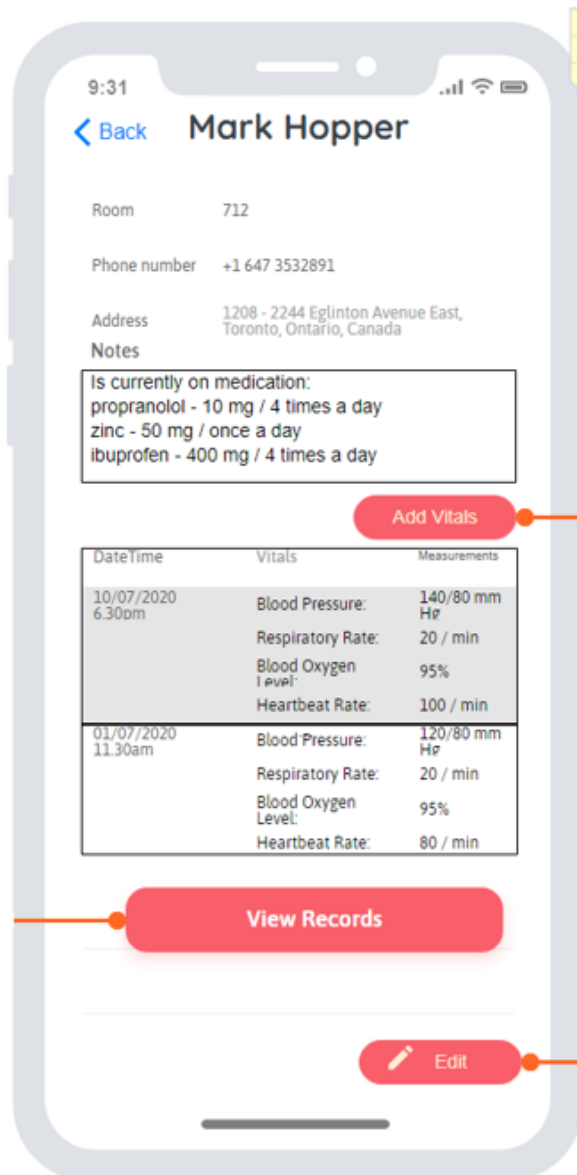 9:31
Back Mark Hopper
Room 712
Phone number +1 647 3532891
Address 1208 - 2244 Eglinton Avenue East,
Toronto, Ontario, Canada
Notes
Is currently on medication:
propranolol - 10 mg / 4 times a day
zinc - 50 mg / once a day
ibuprofen - 400 mg / 4 times a day
Add Vitals
DateTime Vitals Measurements
10/07/2020 Blood Pressure: 140/80 mm
6.30pm Hg
Respiratory Rate: 20 / min
Blood Oxygen 95%
Level:
Heartbeat Rate: 100 / min
01/07/2020 Blood Pressure: 120/80 mm
11.30am Hg
Respiratory Rate: 20 / min
Blood Oxygen 95%
Level:
Heartbeat Rate: 80 / min
View Records
Edit